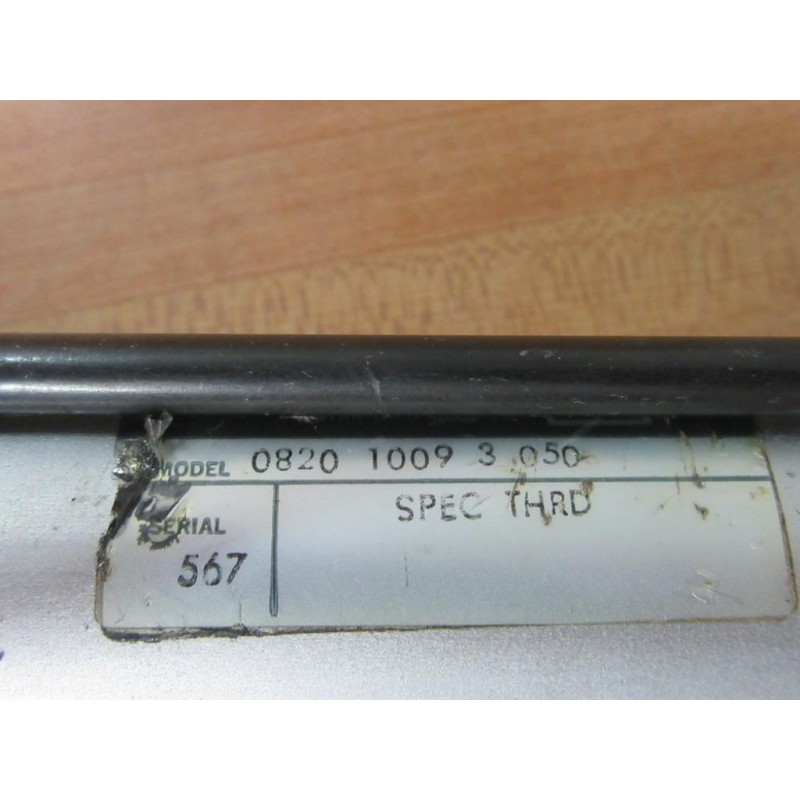 MODEL 0820 1009 3 050
SERIAL SPEC THRD
567